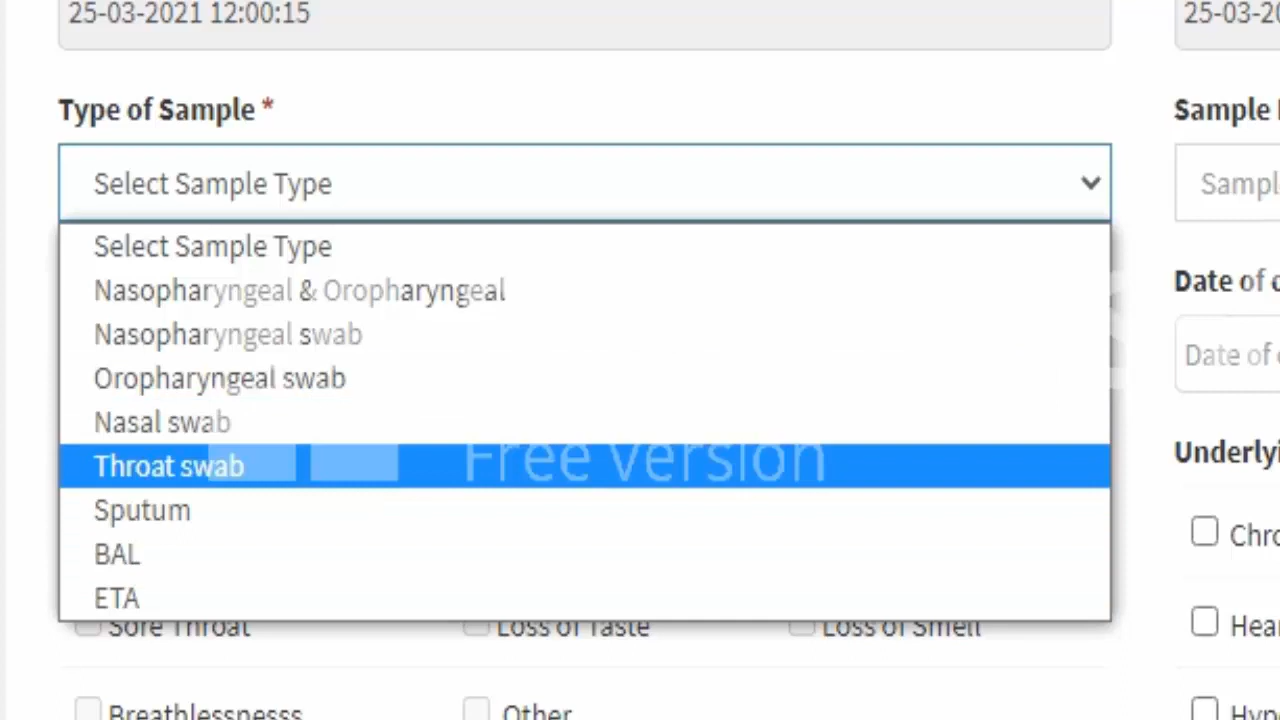 25-03-2021 12:00:15
25-03-20
Type of Sample *
Sample
Select Sample Type
Sampl
Select Sample Type
Nasopharyngeal & Oropharyngeal
Date of
Nasopharyngeal swab
Date of
Oropharyngeal swab
Nasal swab
Underlyi
Throat swab
Free version
Sputum
Chro
BAL
ETA
Sore Throat
Loss of Taste
Loss of Smell
Hear
Breathlessnesss
Other
Hype